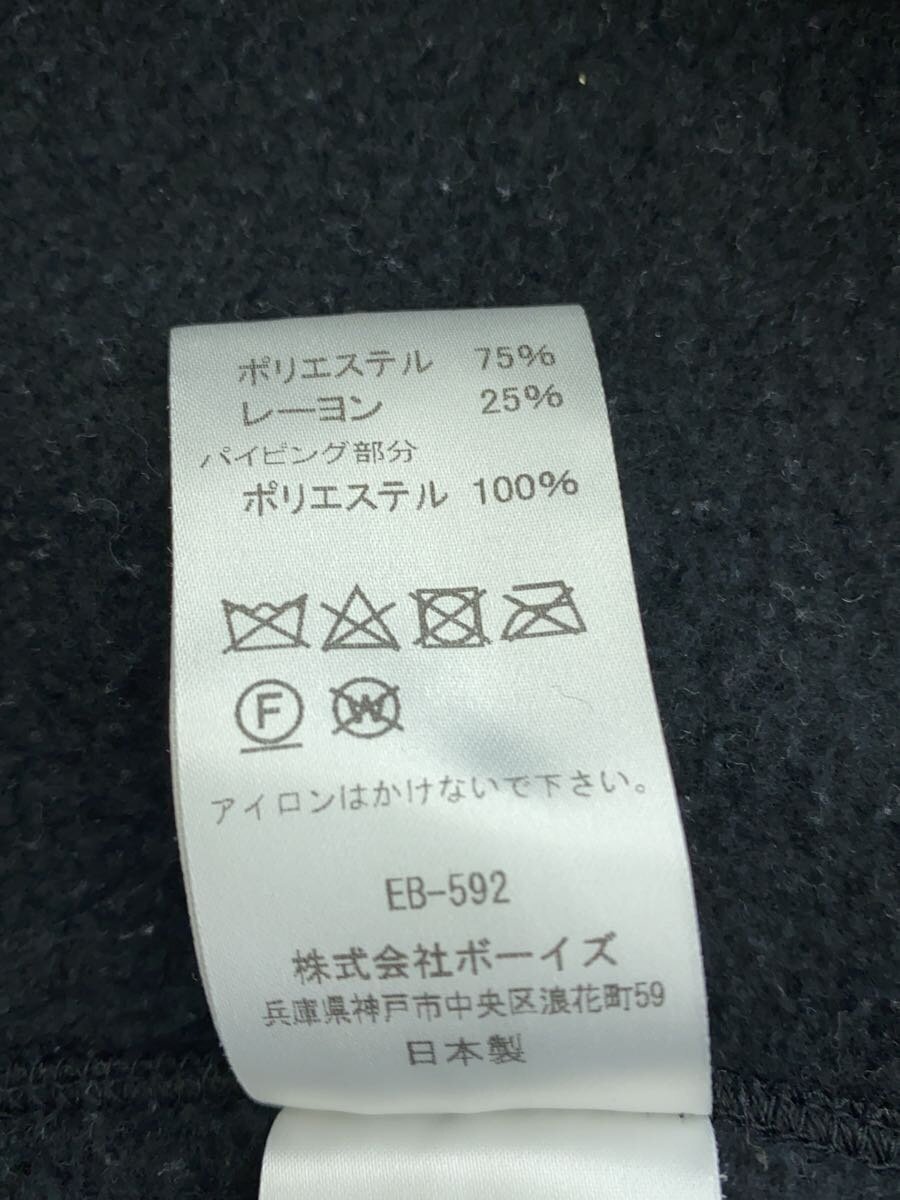 ポリエステル 75%
レーヨン 25%
パイピング部分
ポリエステル 100%
F W
アイロンはかけないで下さい。
EB-592
株式会社ボーイズ
兵庫県神戸市中央区浪花町59
日本製